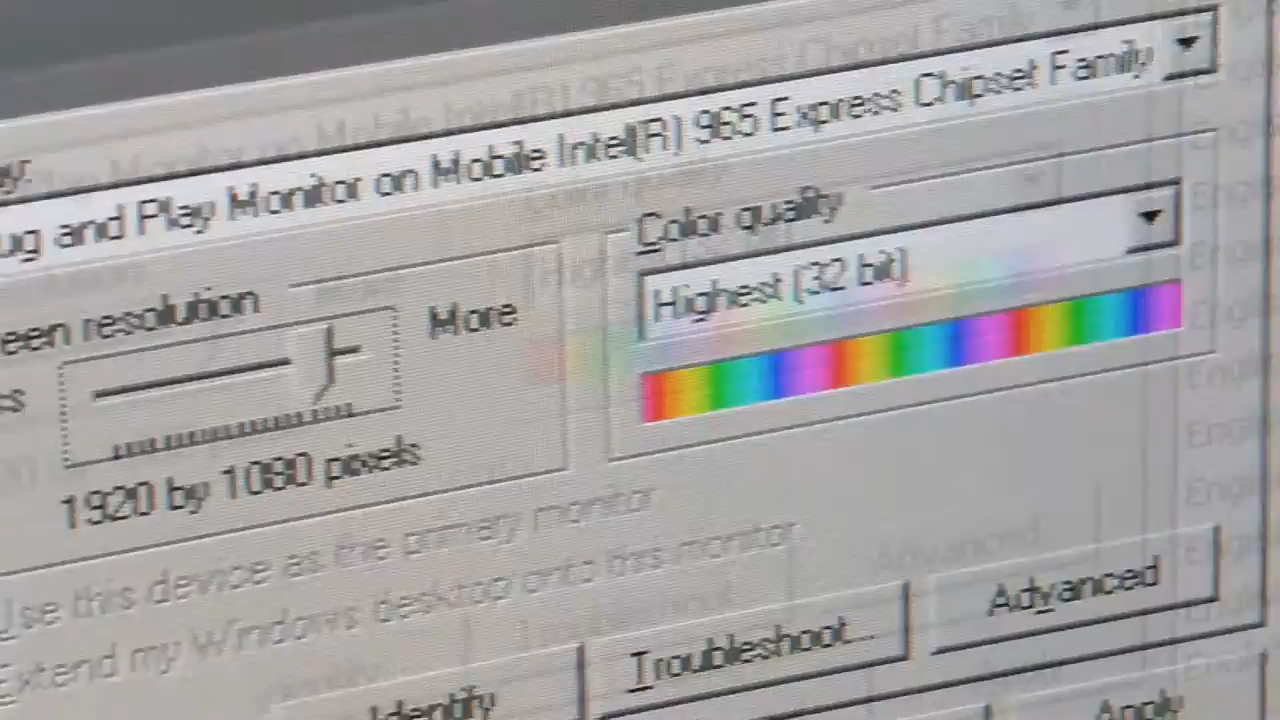 ug and Play Monitor on Mobile Intel(R) 965 Express Chipset Family
Color quality
Highest (32 bit)
een resolution
More
1920 by 1080 pixels
Use this device as the primary monitor
Extend my Windows desktop onto this monitor
Identify
Troubleshoot...
Advanced
Apply